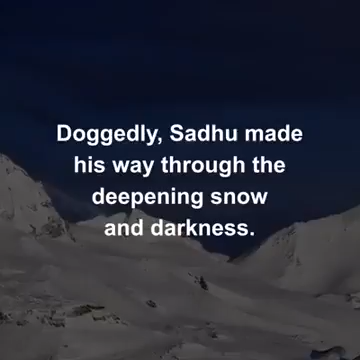 Doggedly, Sadhu made
his way through the
deepening snow
and darkness.